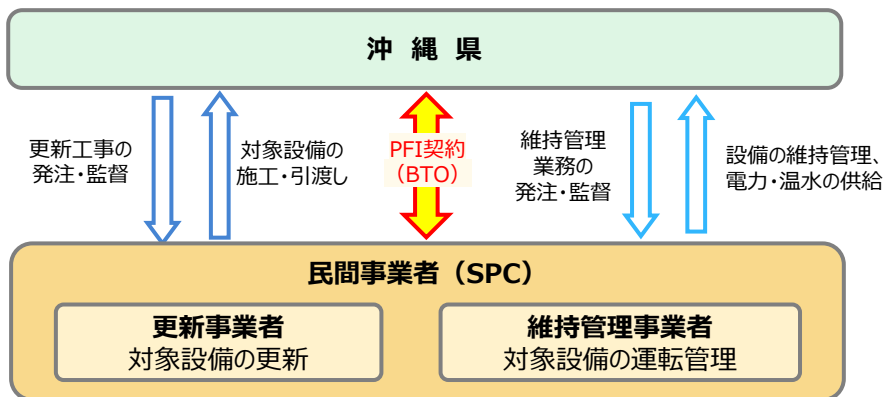 沖 縄 県
更新工事の
発注・監督
対象設備の
施工・引渡し
PFI契約
（BTO）
維持管理
業務の
発注・監督
設備の維持管理、
電力・温水の供給
民間事業者（SPC）
更新事業者
対象設備の更新
維持管理事業者
対象設備の運転管理